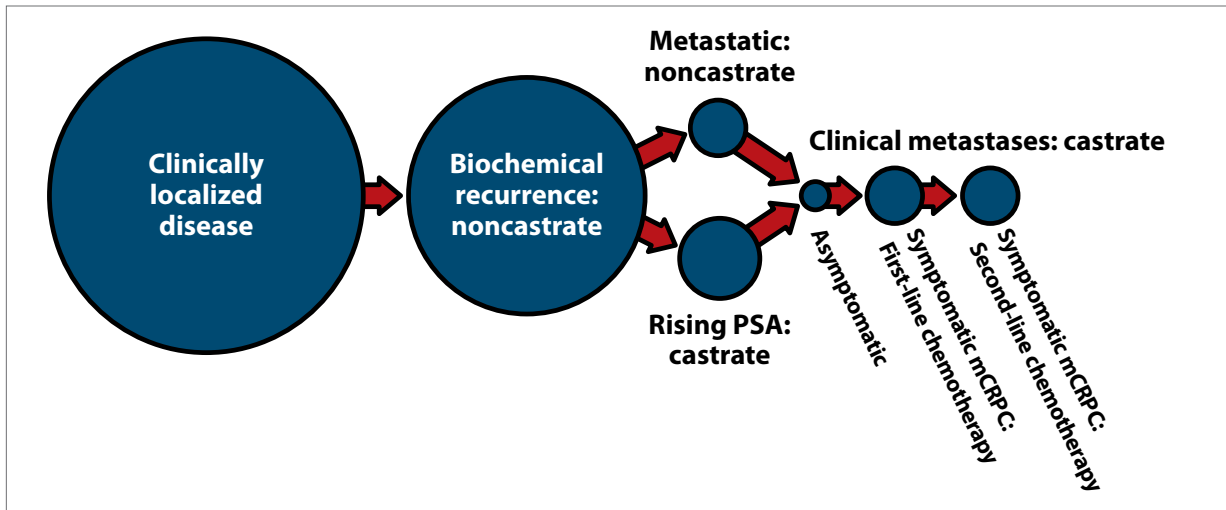 Clinically
localized
disease
Biochemical
recurrence:
noncastrate
Metastatic:
noncastrate
Rising PSA:
castrate
Clinical metastases: castrate
Asymptomatic
Symptomatic mCRPC:
First-line chemotherapy
Symptomatic mCRPC:
Second-line chemotherapy